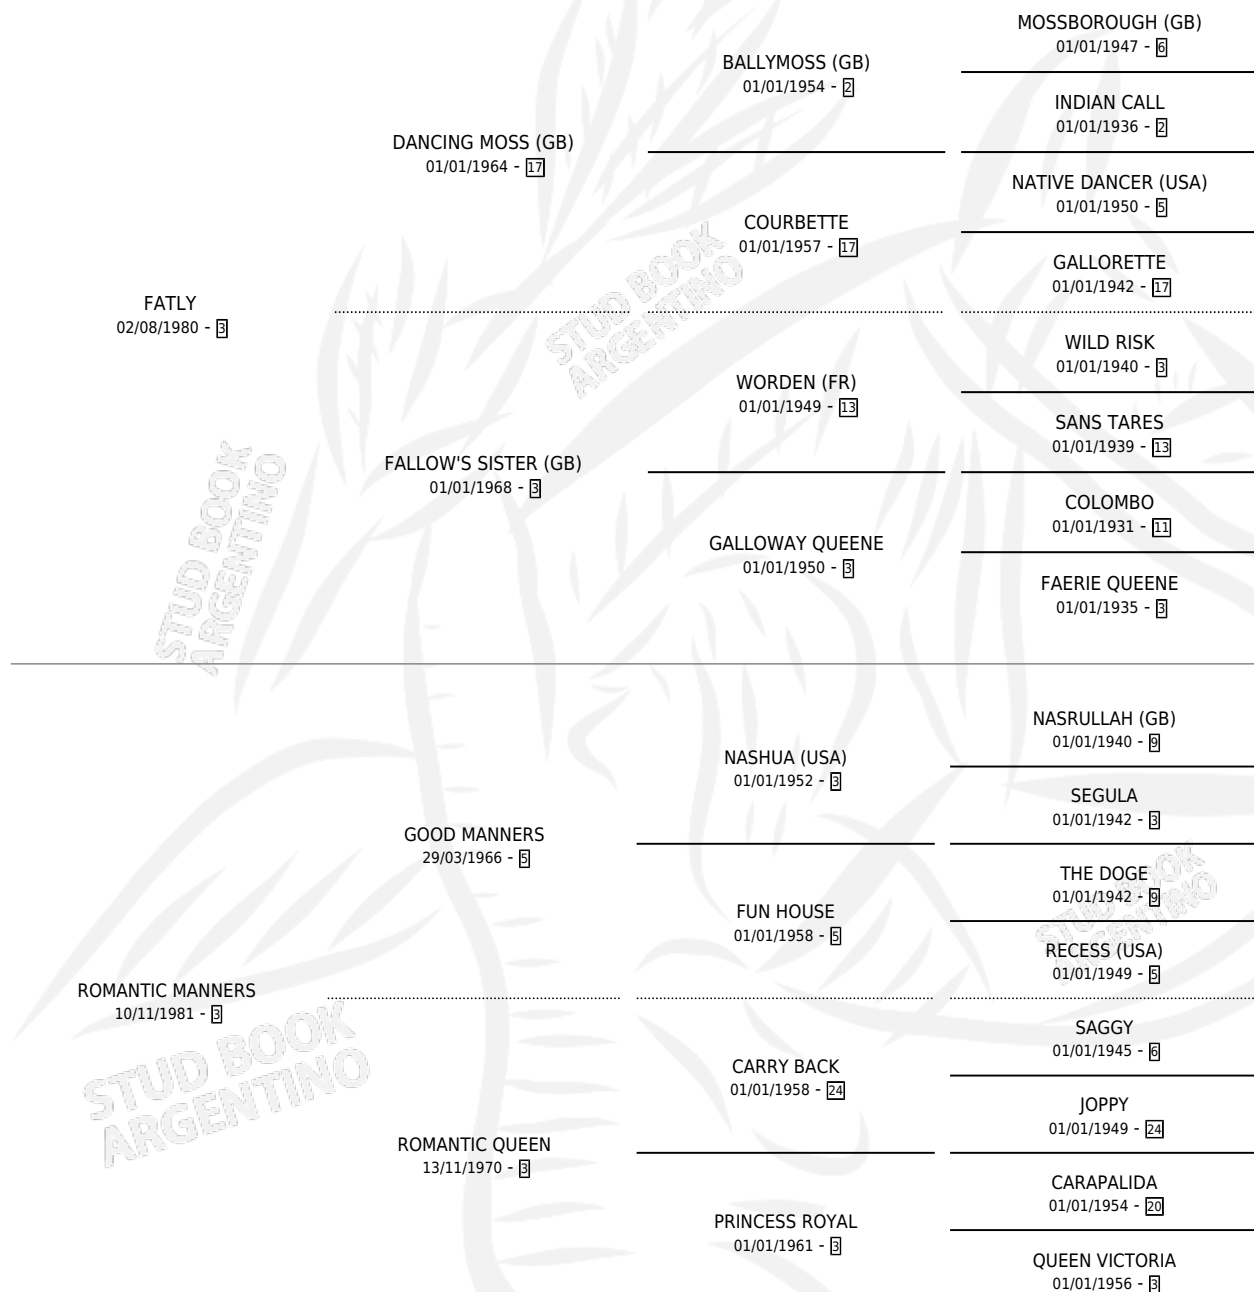 MOSSBOROUGH (GB)
01/01/1947 - 6
BALLYMOSS (GB)
01/01/1954 - 2
INDIAN CALL
01/01/1936 - 2
DANCING MOSS (GB)
01/01/1964 - 17
NATIVE DANCER (USA)
01/01/1950 - 5
COURBETTE
01/01/1957 - 17
GALLORETTE
01/01/1942 - 17
FATLY
02/08/1980 - 3
WILD RISK
01/01/1940 - 3
WORDEN (FR)
01/01/1949 - 13
SANS TARES
01/01/1939 - 13
FALLOW'S SISTER (GB)
01/01/1968 - 3
COLOMBO
01/01/1931 - 11
GALLOWAY QUEENE
01/01/1950 - 3
FAERIE QUEENE
01/01/1935 - 3
NASRULLAH (GB)
01/01/1940 - 9
NASHUA (USA)
01/01/1952 - 3
SEGULA
01/01/1942 - 3
GOOD MANNERS
29/03/1966 - 5
THE DOGE
01/01/1942 - 9
FUN HOUSE
01/01/1958 - 5
RECESS (USA)
01/01/1949 - 5
ROMANTIC MANNERS
10/11/1981 - 3
SAGGY
01/01/1945 - 6
CARRY BACK
01/01/1958 - 24
JOPPY
01/01/1949 - 24
ROMANTIC QUEEN
13/11/1970 - 3
CARAPALIDA
01/01/1954 - 20
PRINCESS ROYAL
01/01/1961 - 3
QUEEN VICTORIA
01/01/1956 - 3
STUD BOOK
ARGENTINO
STUD BOOK
ARGENTINO
STUD BOOK
ARGENTINO
STUD BOOK
ARGENTINO